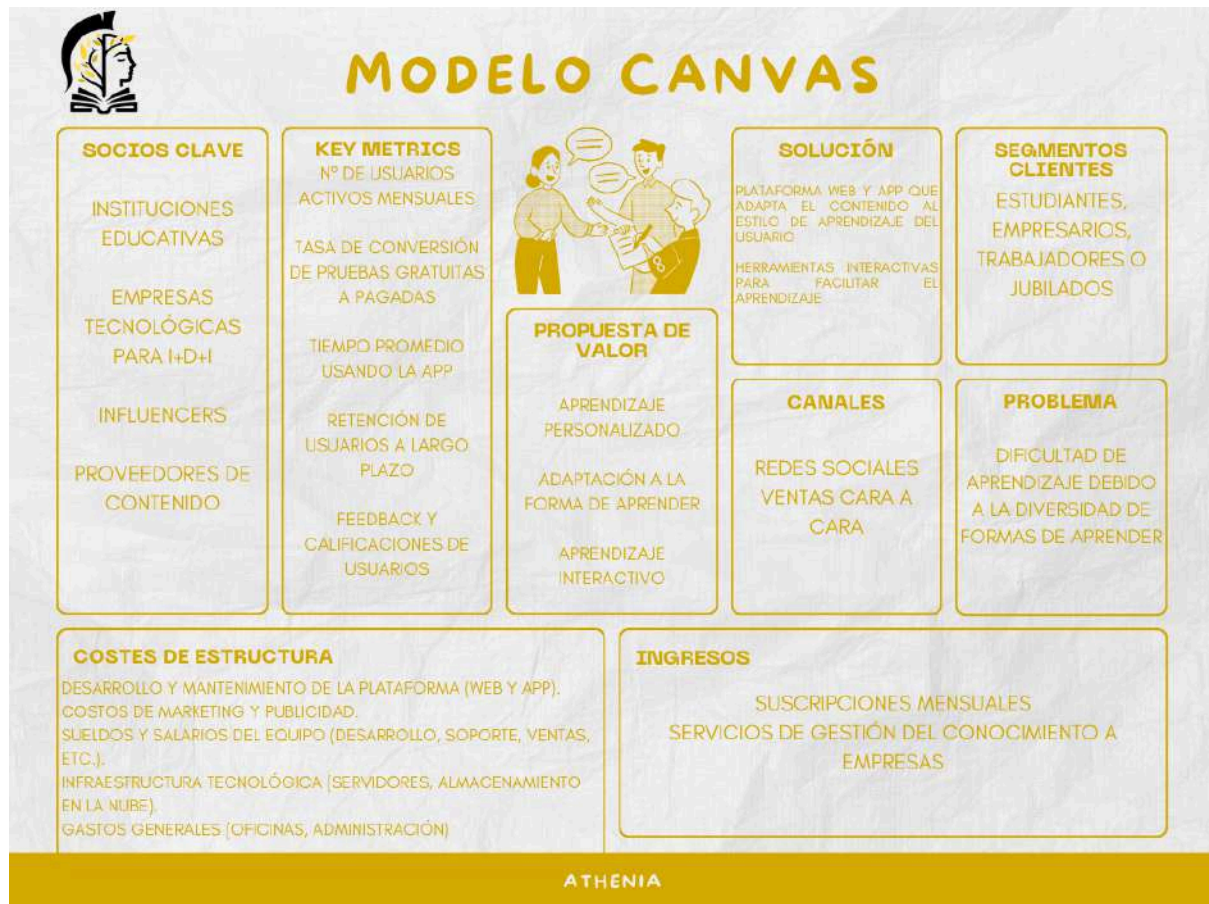 MODELO CANVAS
SOCIOS CLAVE
INSTITUCIONES
EDUCATIVAS
EMPRESAS
TECNOLÓGICAS
PARA I+D+I
INFLUENCERS
PROVEEDORES DE
CONTENIDO
KEY METRICS
Nº DE USUARIOS
ACTIVOS MENSUALES
TASA DE CONVERSIÓN
DE PRUEBAS GRATUITAS
A PAGADAS
TIEMPO PROMEDIO
USANDO LA APP
RETENCIÓN DE
USUARIOS A LARGO
PLAZO
FEEDBACK Y
CALIFICACIONES DE
USUARIOS
PROPUESTA DE
VALOR
APRENDIZAJE
PERSONALIZADO
ADAPTACIÓN A LA
FORMA DE APRENDER
APRENDIZAJE
INTERACTIVO
SOLUCIÓN
PLATAFORMA WEB Y APP QUE
ADAPTA EL CONTENIDO AL
ESTILO DE APRENDIZAJE DEL
USUARIO
HERRAMIENTAS INTERACTIVAS
PARA FACILITAR EL
APRENDIZAJE
CANALES
REDES SOCIALES
VENTAS CARA A
CARA
SEGMENTOS
CLIENTES
ESTUDIANTES,
EMPRESARIOS,
TRABAJADORES O
JUBILADOS
PROBLEMA
DIFICULTAD DE
APRENDIZAJE DEBIDO
A LA DIVERSIDAD DE
FORMAS DE APRENDER
COSTES DE ESTRUCTURA
DESARROLLO Y MANTENIMIENTO DE LA PLATAFORMA (WEB Y APP).
COSTOS DE MARKETING Y PUBLICIDAD.
SUELDOS Y SALARIOS DEL EQUIPO (DESARROLLO, SOPORTE, VENTAS,
ETC.).
INFRAESTRUCTURA TECNOLÓGICA (SERVIDORES, ALMACENAMIENTO
EN LA NUBE).
GASTOS GENERALES (OFICINAS, ADMINISTRACIÓN)
INGRESOS
SUSCRIPCIONES MENSUALES
SERVICIOS DE GESTIÓN DEL CONOCIMIENTO A
EMPRESAS
ATHENIA